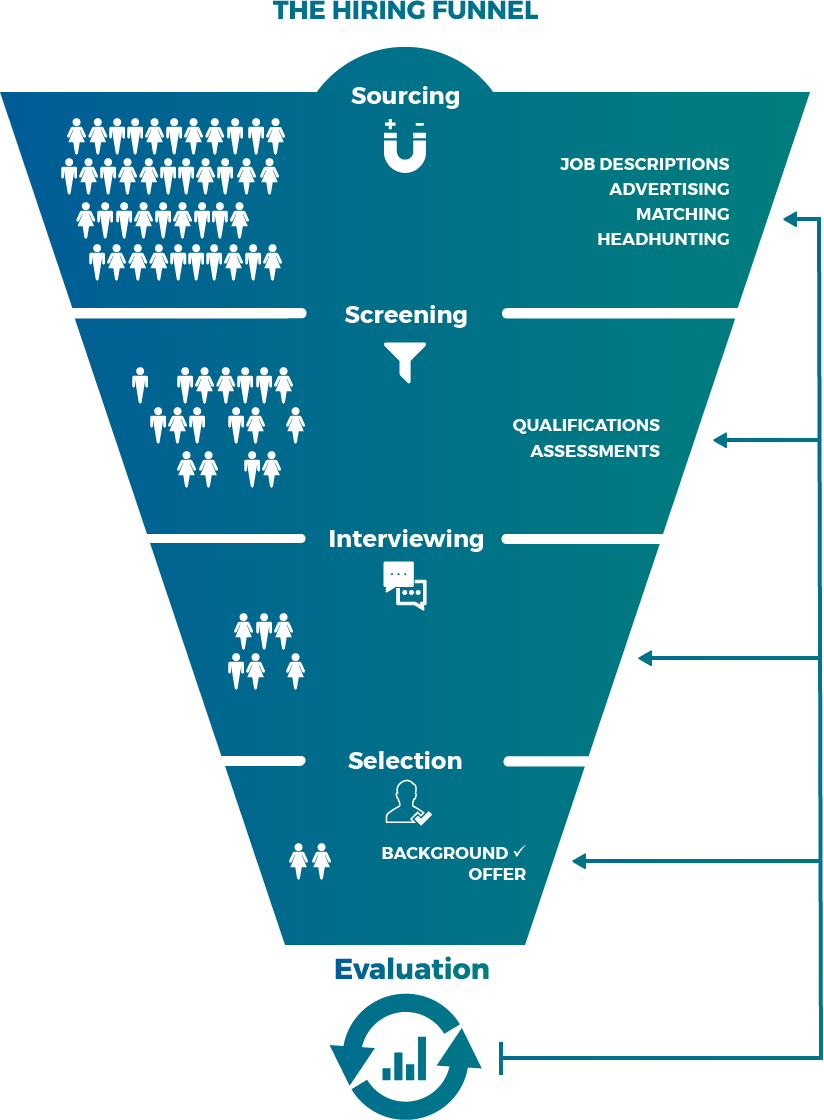 THE HIRING FUNNEL
Sourcing
+ -
JOB DESCRIPTIONS
ADVERTISING
MATCHING
HEADHUNTING
Screening
QUALIFICATIONS
ASSESSMENTS
Interviewing
Selection
BACKGROUND ✓
OFFER
Evaluation